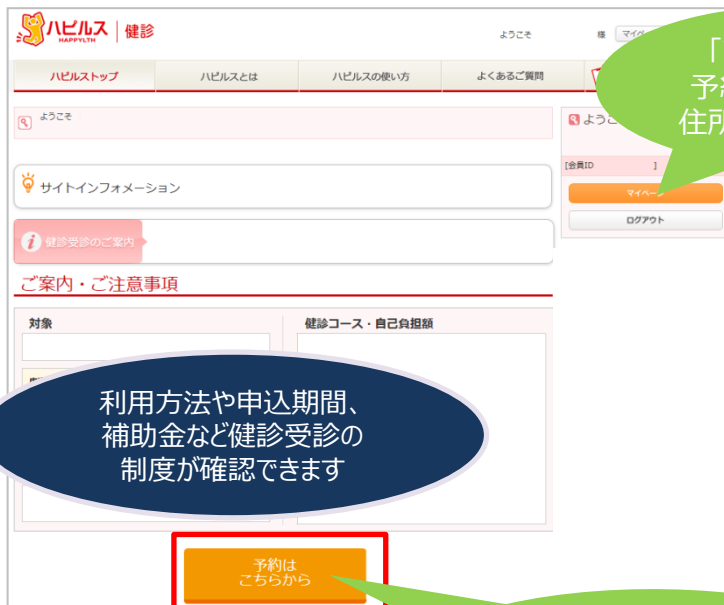 ハピルス 健診
HAPPYLTH
ようこそ 様
ハピルストップ ハピルスとは ハピルスの使い方 よくあるご質問
ようこそ
サイトインフォメーション
健診受診のご案内
ご案内・ご注意事項
対象 健診コース・自己負担額
利用方法や申込期間、
補助金など健診受診の
制度が確認できます
予約は
こちらから
「
住所
[会員ID ]
マイページ
ログアウト